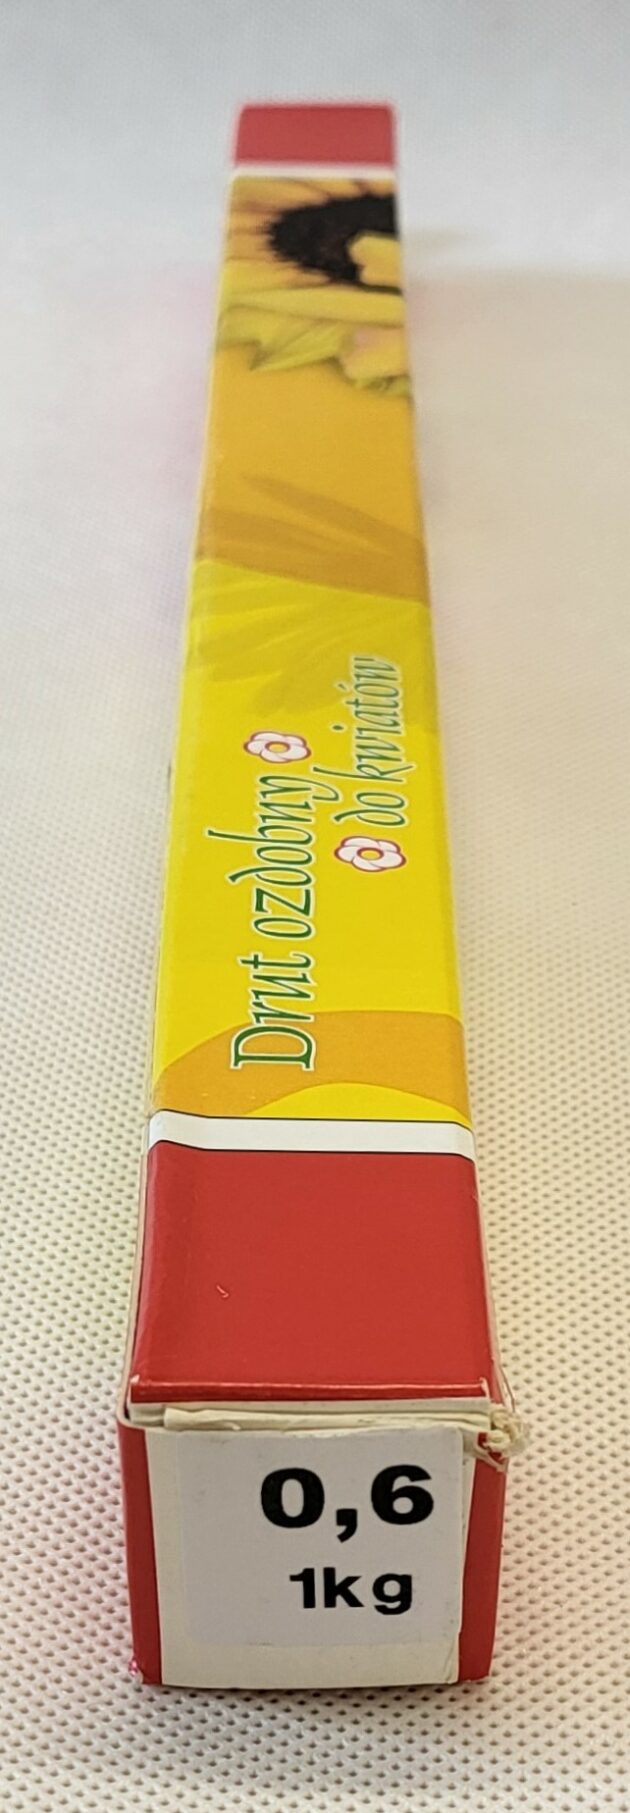 Drut ozdobny
do kwiatów
0,6
1kg